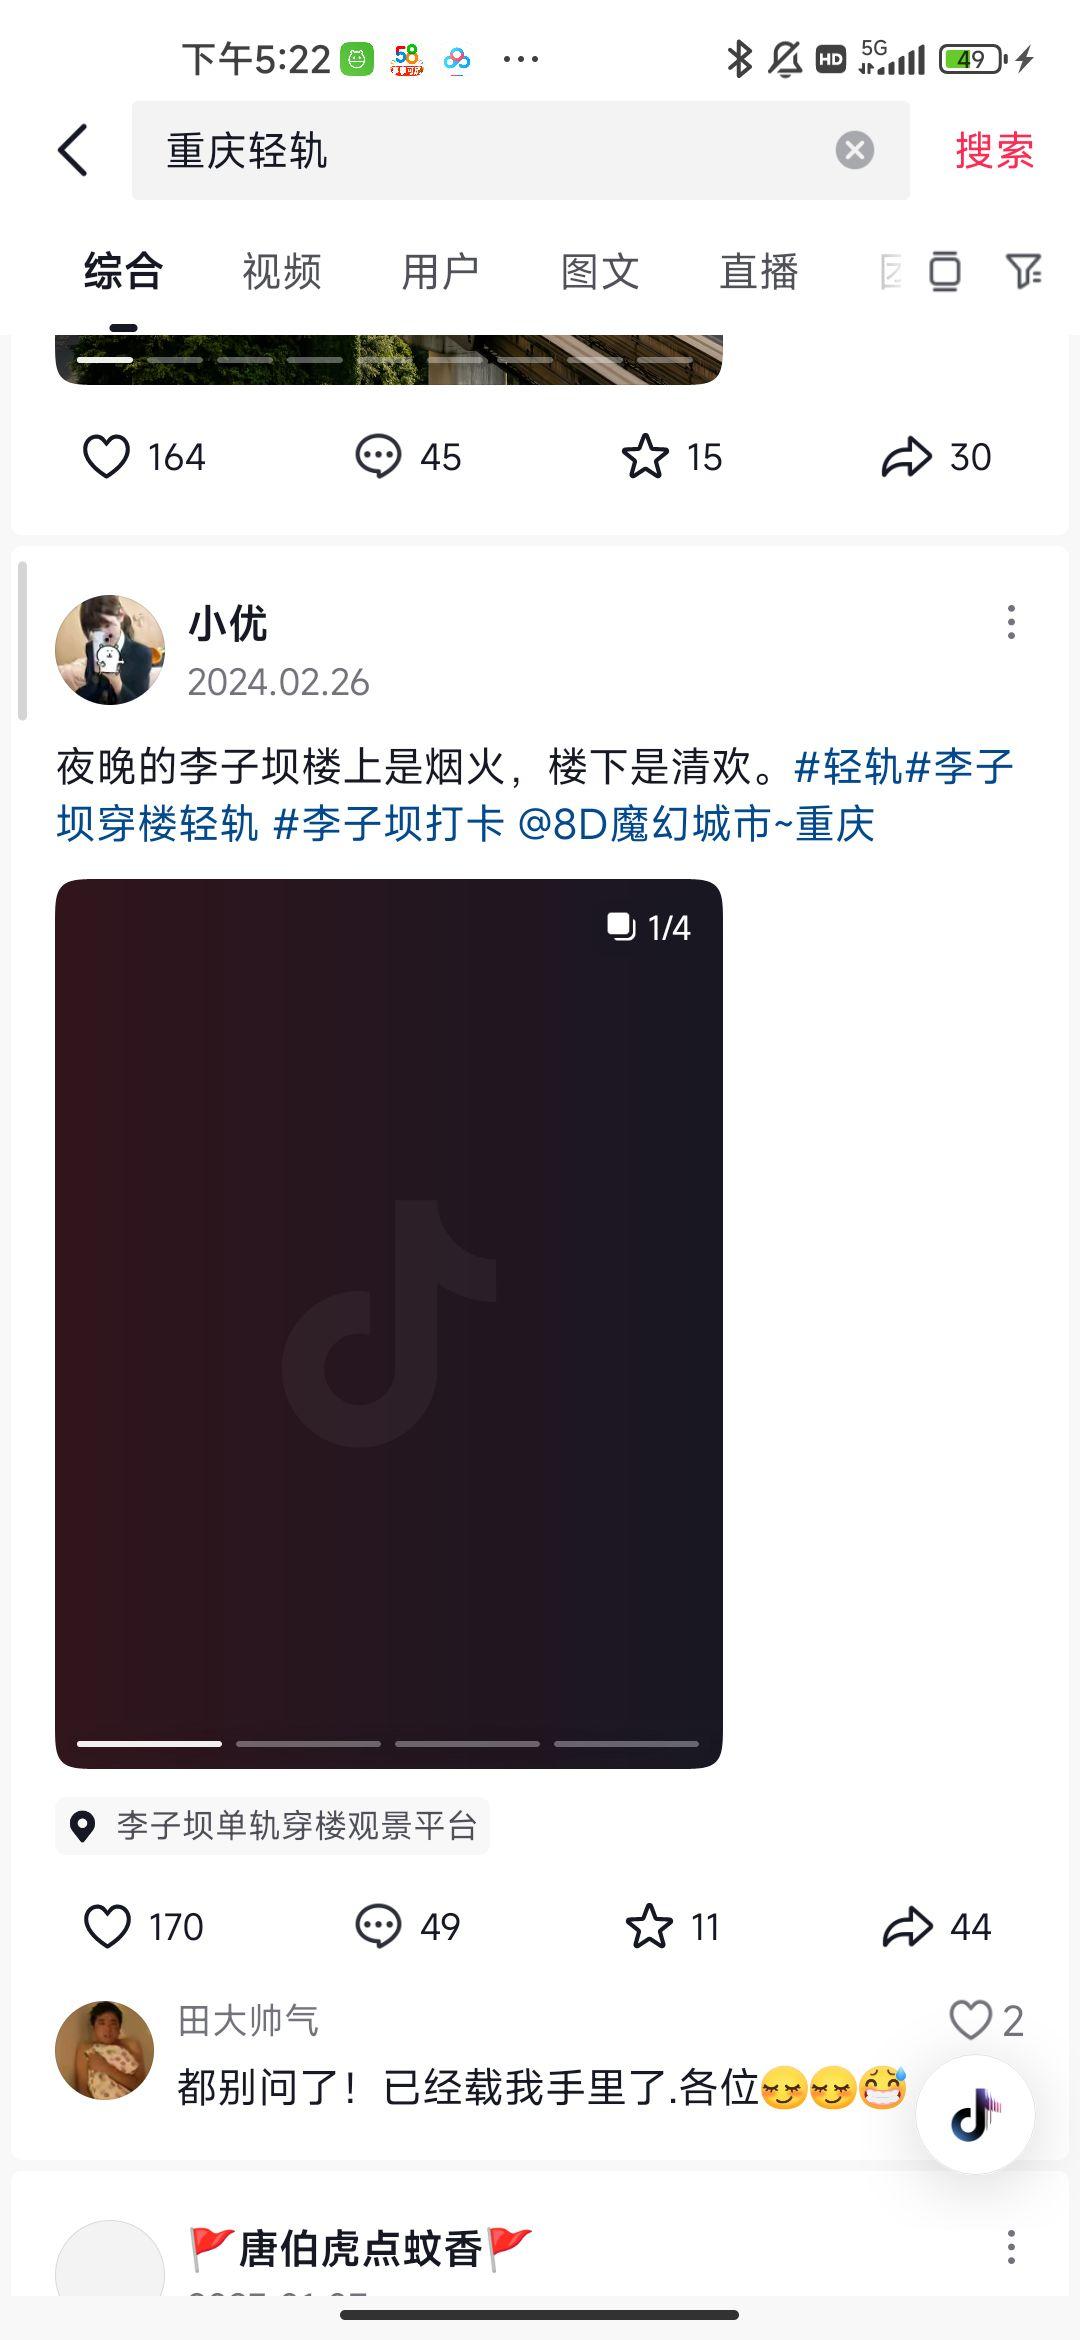 下午5:22
58
HD
5G
49
重庆轻轨
搜索
综合
视频
用户
图文
直播
164
45
15
30
小优
2024.02.26
夜晚的李子坝楼上是烟火，楼下是清欢。#轻轨#李子
坝穿楼轻轨 #李子坝打卡 @8D魔幻城市~重庆
1/4
李子坝单轨穿楼观景平台
170
49
11
44
田大帅气
2
都别问了！已经载我手里了.各位😌😌😷
🚩唐伯虎点蚊香🚩